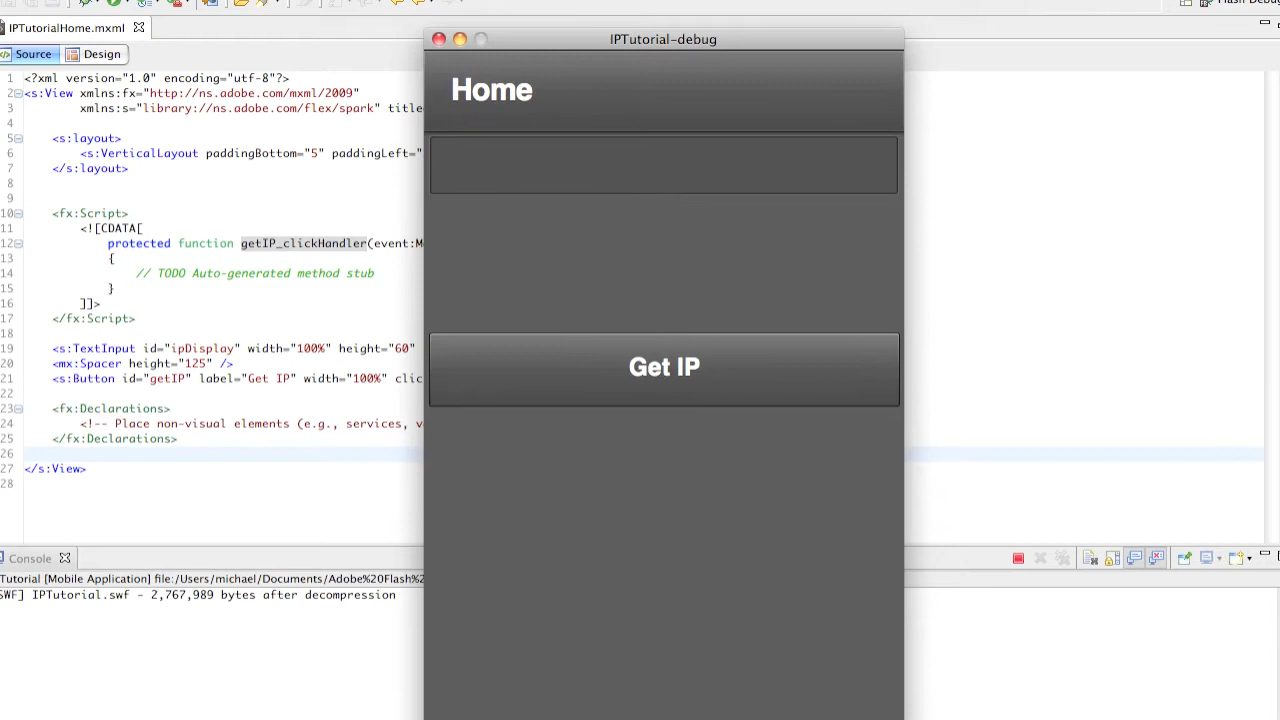 Flash Debug
IPTutorialHome.mxml
Source
Design
1 <?xml version="1.0" encoding="utf-8"?>
2 <s:View xmlns:fx="http://ns.adobe.com/mxml/2009"
3 xmlns:s="library://ns.adobe.com/flex/spark" title
4
5 <s:layout>
6 <s:VerticalLayout paddingBottom="5" paddingLeft="
7 </s:layout>
8
9
10 <fx:Script>
11 <![CDATA[
12 protected function getIP_clickHandler(event:M
13 {
14 // TODO Auto-generated method stub
15 }
16 ]]>
17 </fx:Script>
18
19 <s:TextInput id="ipDisplay" width="100%" height="60"
20 <mx:Spacer height="125" />
21 <s:Button id="getIP" label="Get IP" width="100%" clic
22
23 <fx:Declarations>
24 <!-- Place non-visual elements (e.g., services, v
25 </fx:Declarations>
26
27 </s:View>
28
IPTutorial-debug
Home
Get IP
Console
Tutorial [Mobile Application] file:/Users/michael/Documents/Adobe%20Flash%2
SWF] IPTutorial.swf - 2,767,989 bytes after decompression